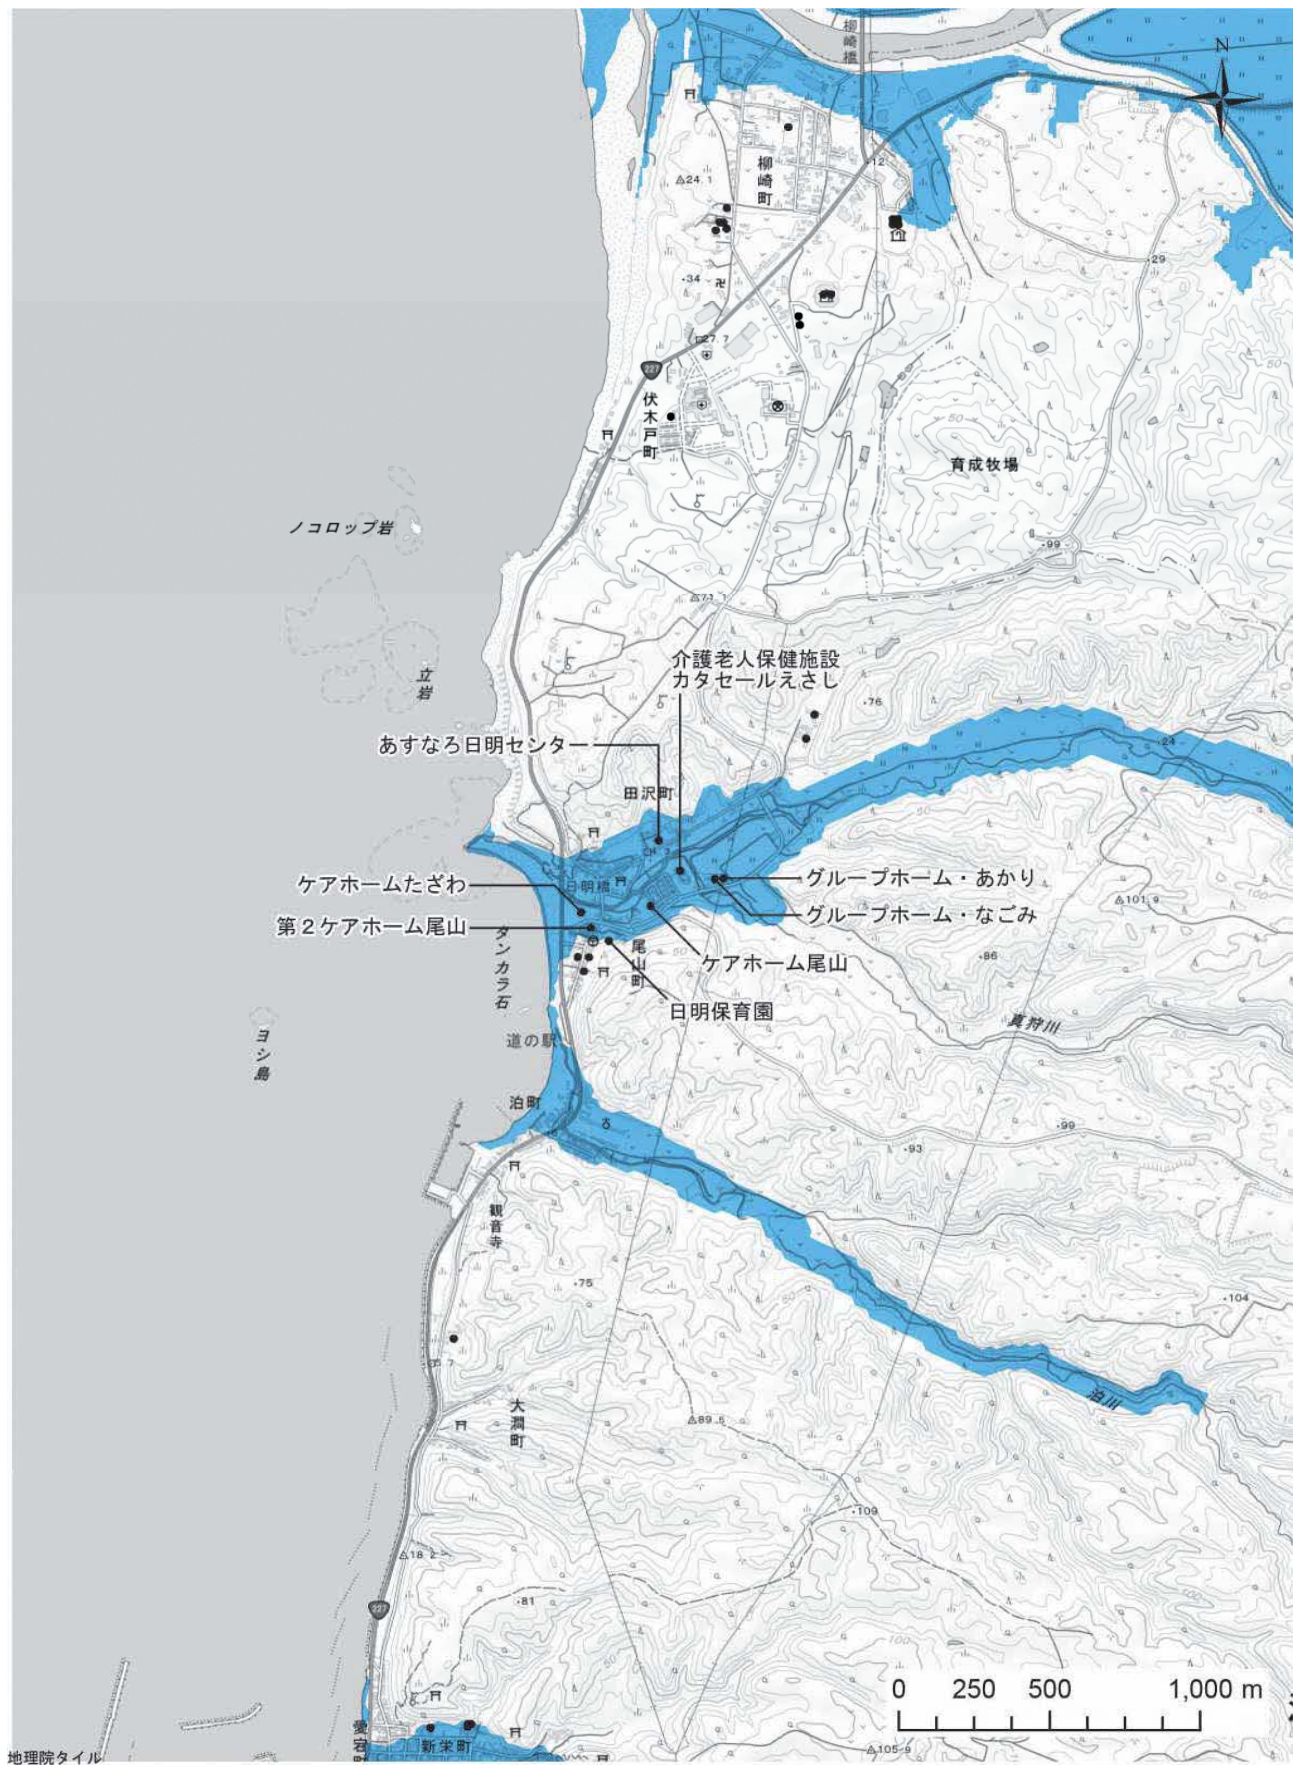 柳崎橋
N
柳崎町
12
24.1
34
29
27.7
227
伏木戸町
50
育成牧場
ノコロップ岩
99
71.1
介護老人保健施設
カタセールえさし
立岩
76
あすなろ日明センター
24
田沢町
ケアホームたざわ
日明橋
グループホーム・あかり
101.9
第2ケアホーム尾山
グループホーム・なごみ
タンカラ石
尾山町
ケアホーム尾山
86
日明保育園
真狩川
ヨシ島
道の駅
泊町
99
93
観音寺
75
104
泊川
大澗町
89.5
109
18.2
227
81
100
0 250 500 1,000 m
愛宕町
新栄町
105.9
地理院タイル